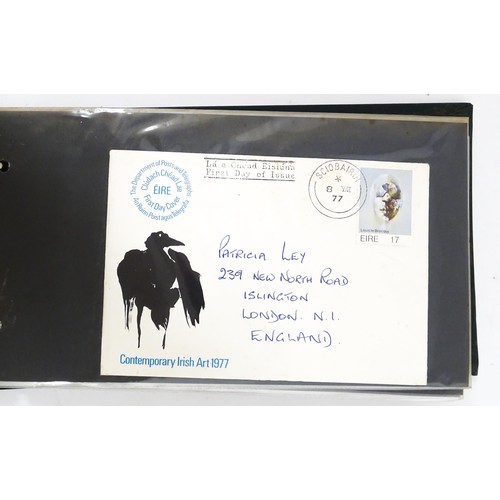 The Department of Posts and Telegraphs
Clúdach Chéad Lae
ÉIRE
First Day Cover
An Roinn Poist agus Telegrafa
Lá a Chéad Eisiúna
First Day of Issue
SCIOBAIRÍN
8 VIII
77
ÉIRE 17
PATRICIA LEY
239 NEW NORTH ROAD
ISLINGTON
LONDON. N.1.
ENGLAND.
Contemporary Irish Art 1977